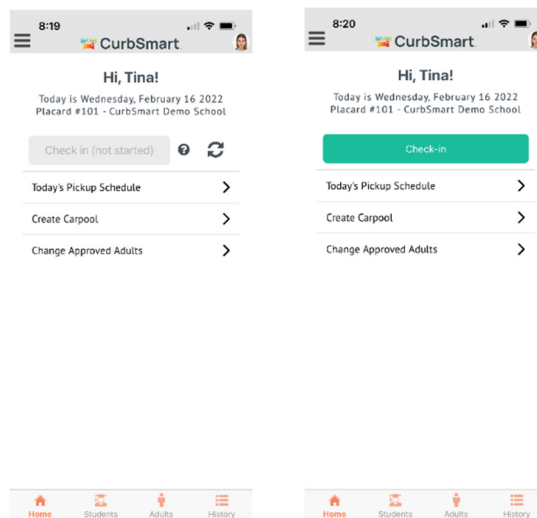 8:19
CurbSmart
Hi, Tina!
Today is Wednesday, February 16 2022
Placard #101 - CurbSmart Demo School
Check in (not started)
Today's Pickup Schedule
Create Carpool
Change Approved Adults
Home Students Adults History
8:20
CurbSmart
Hi, Tina!
Today is Wednesday, February 16 2022
Placard #101 - CurbSmart Demo School
Check-in
Today's Pickup Schedule
Create Carpool
Change Approved Adults
Home Students Adults History